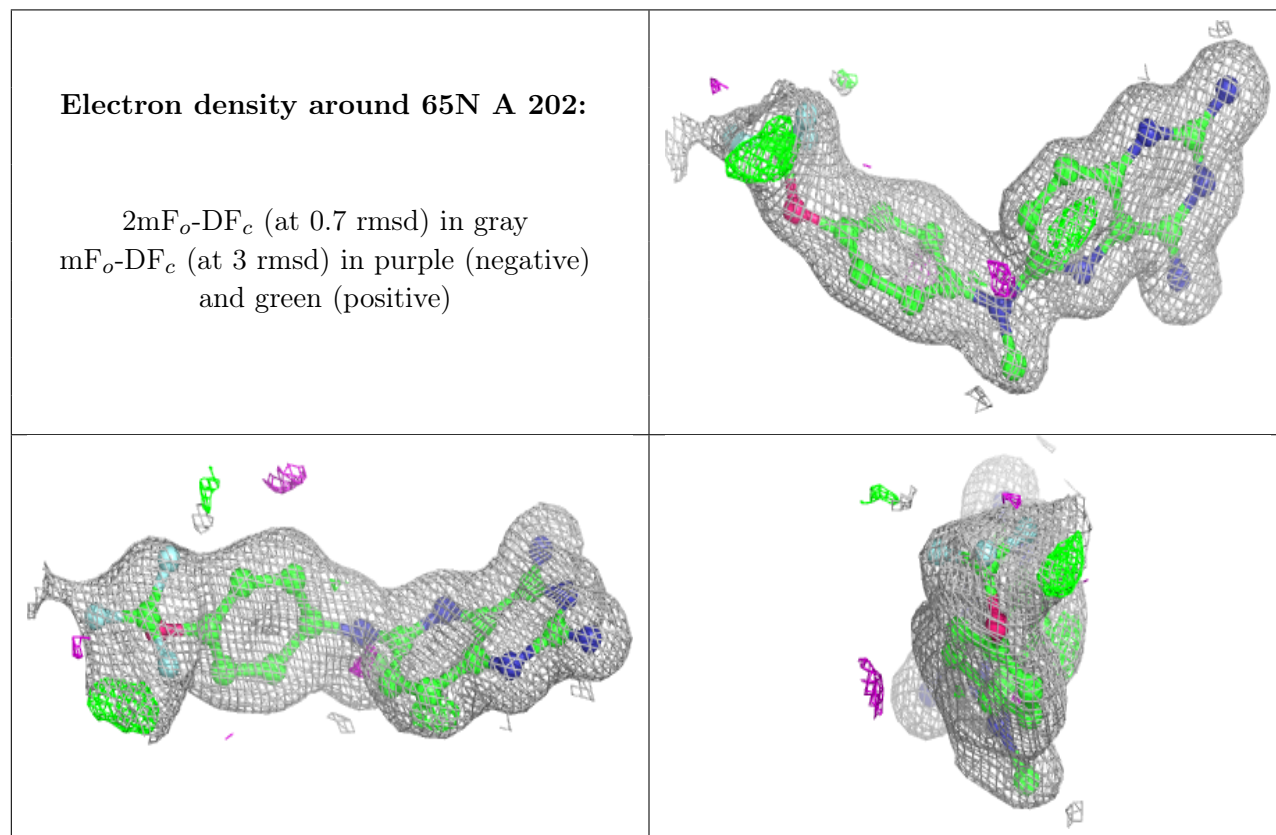 Electron density around 65N A 202:
2mFo-DFc (at 0.7 rmsd) in gray
mFo-DFc (at 3 rmsd) in purple (negative)
and green (positive)